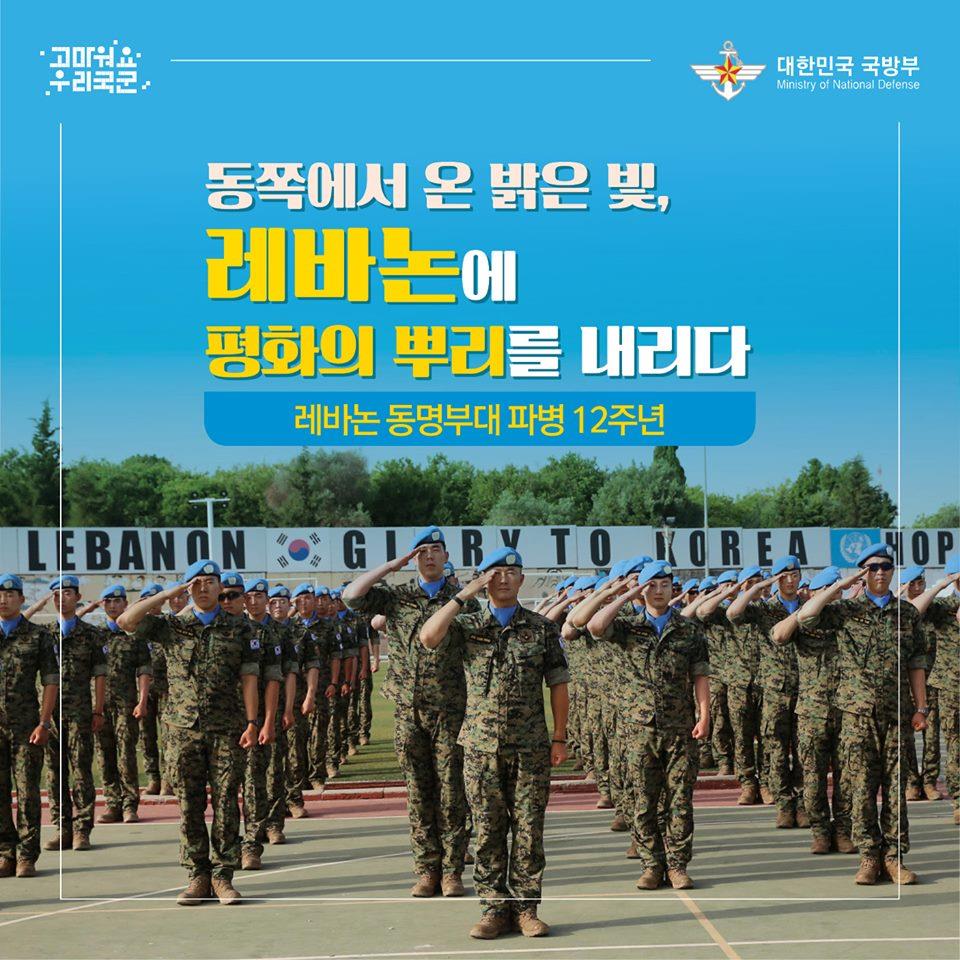 고마워요
우리국군
대한민국 국방부
Ministry of National Defense
동쪽에서 온 밝은 빛,
레바논에
평화의 뿌리를 내리다
레바논 동명부대 파병 12주년
LEBANON GLORY TO KOREA HOP